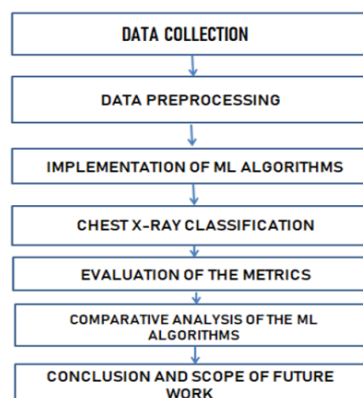 DATA COLLECTION
DATA PREPROCESSING
IMPLEMENTATION OF ML ALGORITHMS
CHEST X-RAY CLASSIFICATION
EVALUATION OF THE METRICS
COMPARATIVE ANALYSIS OF THE ML
ALGORITHMS
CONCLUSION AND SCOPE OF FUTURE
WORK